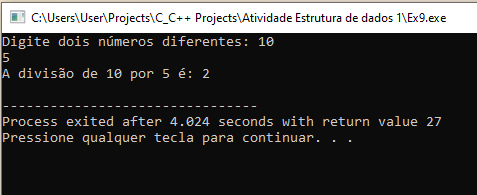 C:\Users\User\Projects\C_C++ Projects\Atividade Estrutura de dados 1\Ex9.exe
Digite dois números diferentes: 10
5
A divisão de 10 por 5 é: 2
--------------------------------
Process exited after 4.024 seconds with return value 27
Pressione qualquer tecla para continuar. . .